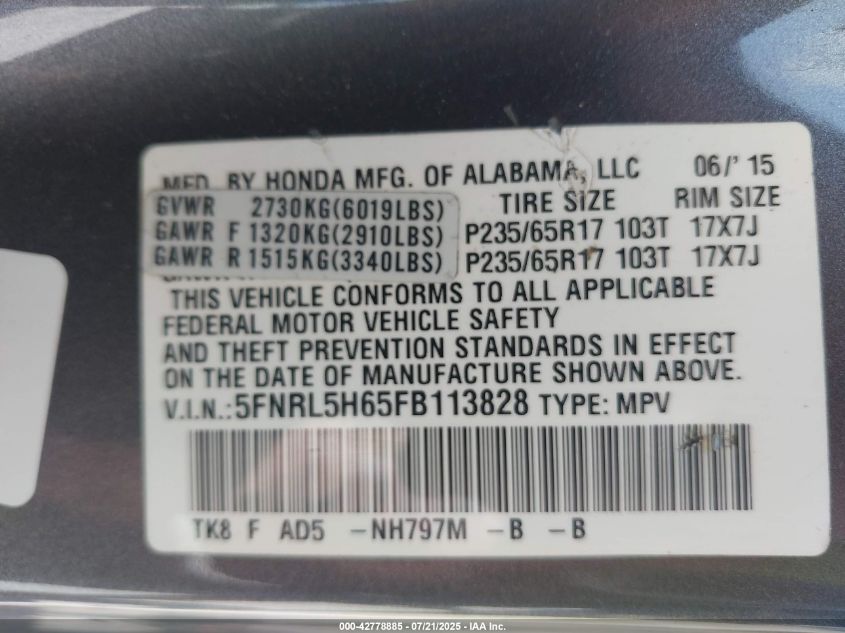 MFD. BY HONDA MFG. OF ALABAMA, LLC 06/' 15
GVWR 2730KG(6019LBS) TIRE SIZE RIM SIZE
GAWR F 1320KG(2910LBS) P235/65R17 103T 17X7J
GAWR R 1515KG(3340LBS) P235/65R17 103T 17X7J
THIS VEHICLE CONFORMS TO ALL APPLICABLE
FEDERAL MOTOR VEHICLE SAFETY
AND THEFT PREVENTION STANDARDS IN EFFECT
ON THE DATE OF MANUFACTURE SHOWN ABOVE.
V.I.N.:5FNRL5H65FB113828 TYPE: MPV
TK8 F AD5 -NH797M -B -B
000-42778885 - 07/21/2025 - IAA Inc.